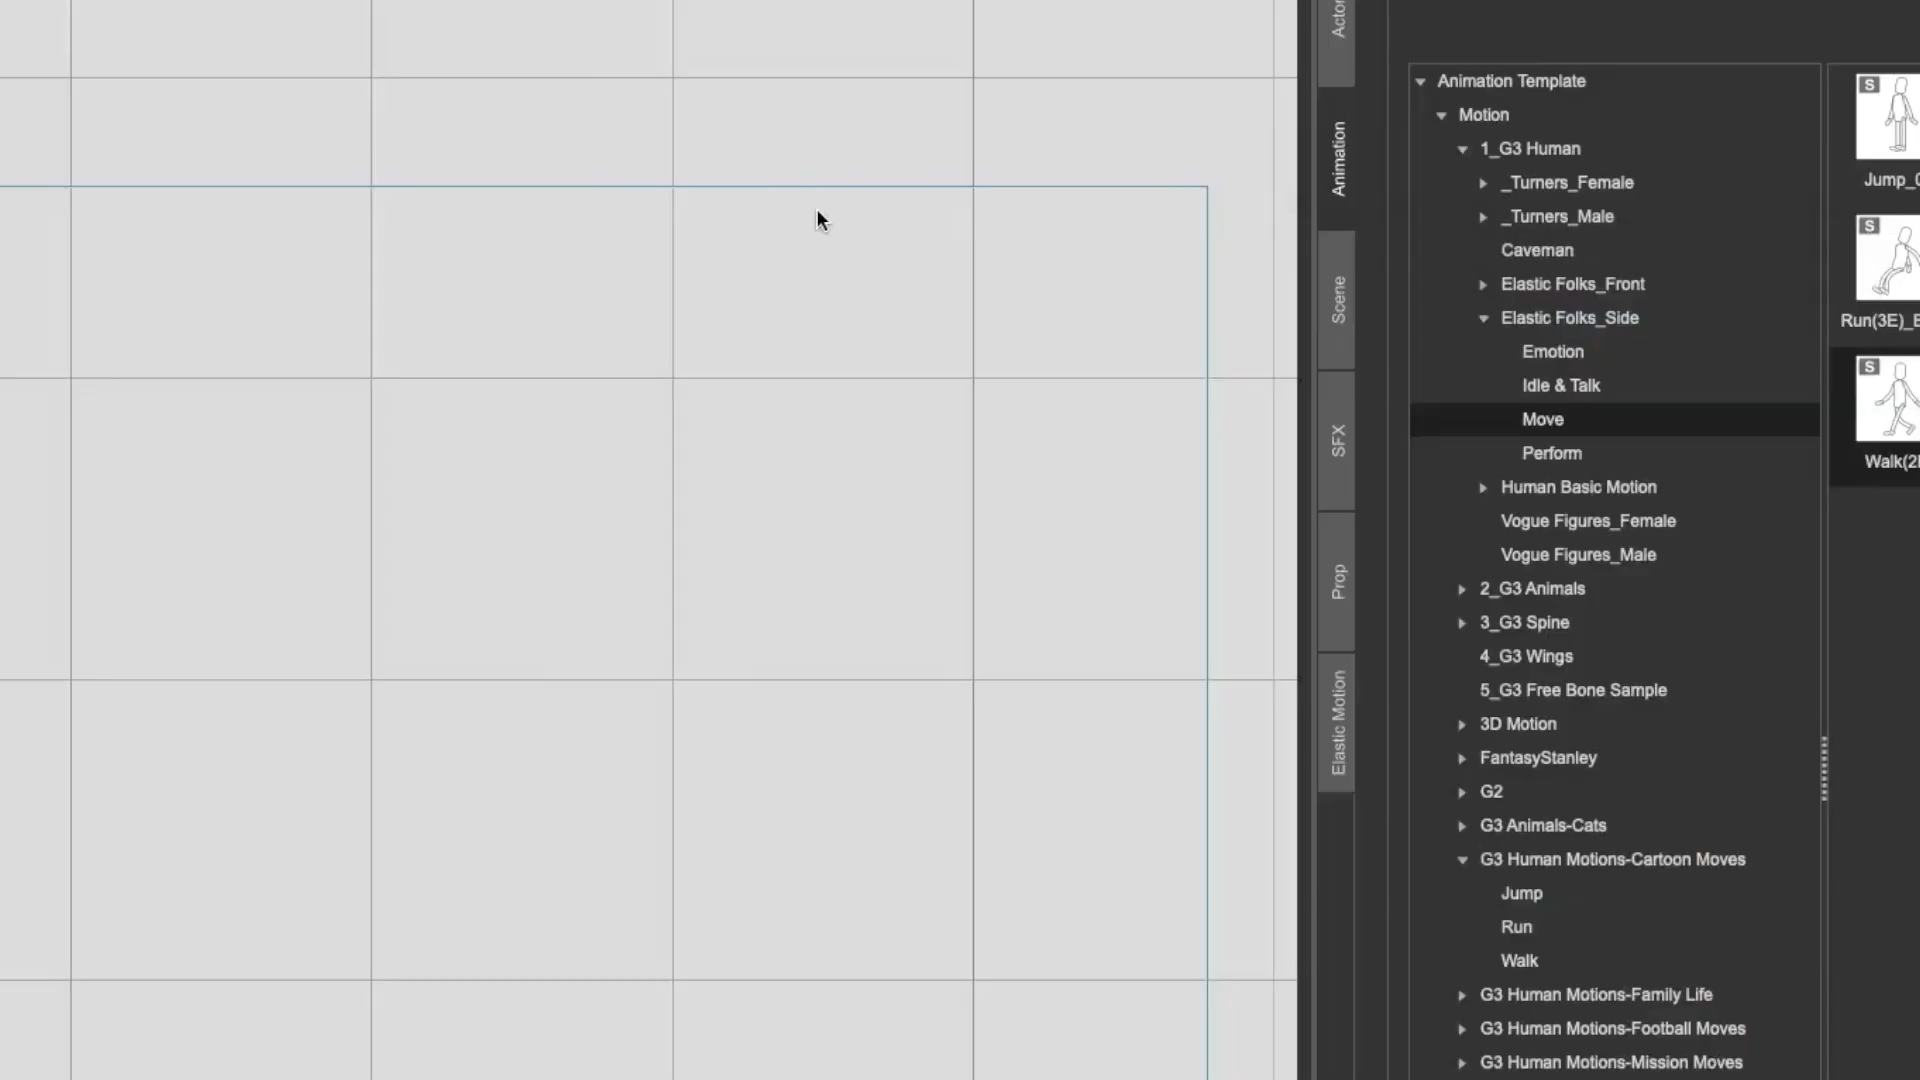 Animation Template
Motion
1_G3 Human
_Turners_Female
_Turners_Male
Caveman
Elastic Folks_Front
Elastic Folks_Side
Emotion
Idle & Talk
Move
Perform
Human Basic Motion
Vogue Figures_Female
Vogue Figures_Male
2_G3 Animals
3_G3 Spine
4_G3 Wings
5_G3 Free Bone Sample
3D Motion
FantasyStanley
G2
G3 Animals-Cats
G3 Human Motions-Cartoon Moves
Jump
Run
Walk
G3 Human Motions-Family Life
G3 Human Motions-Football Moves
G3 Human Motions-Mission Moves
Animation
Scene
SFX
Prop
Elastic Motion
S
S
S